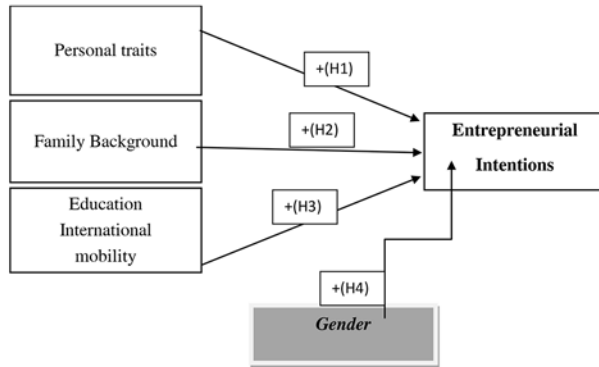 Personal traits
+(H1)
Family Background
+(H2)
Entrepreneurial
Intentions
Education
International
mobility
+(H3)
+(H4)
Gender